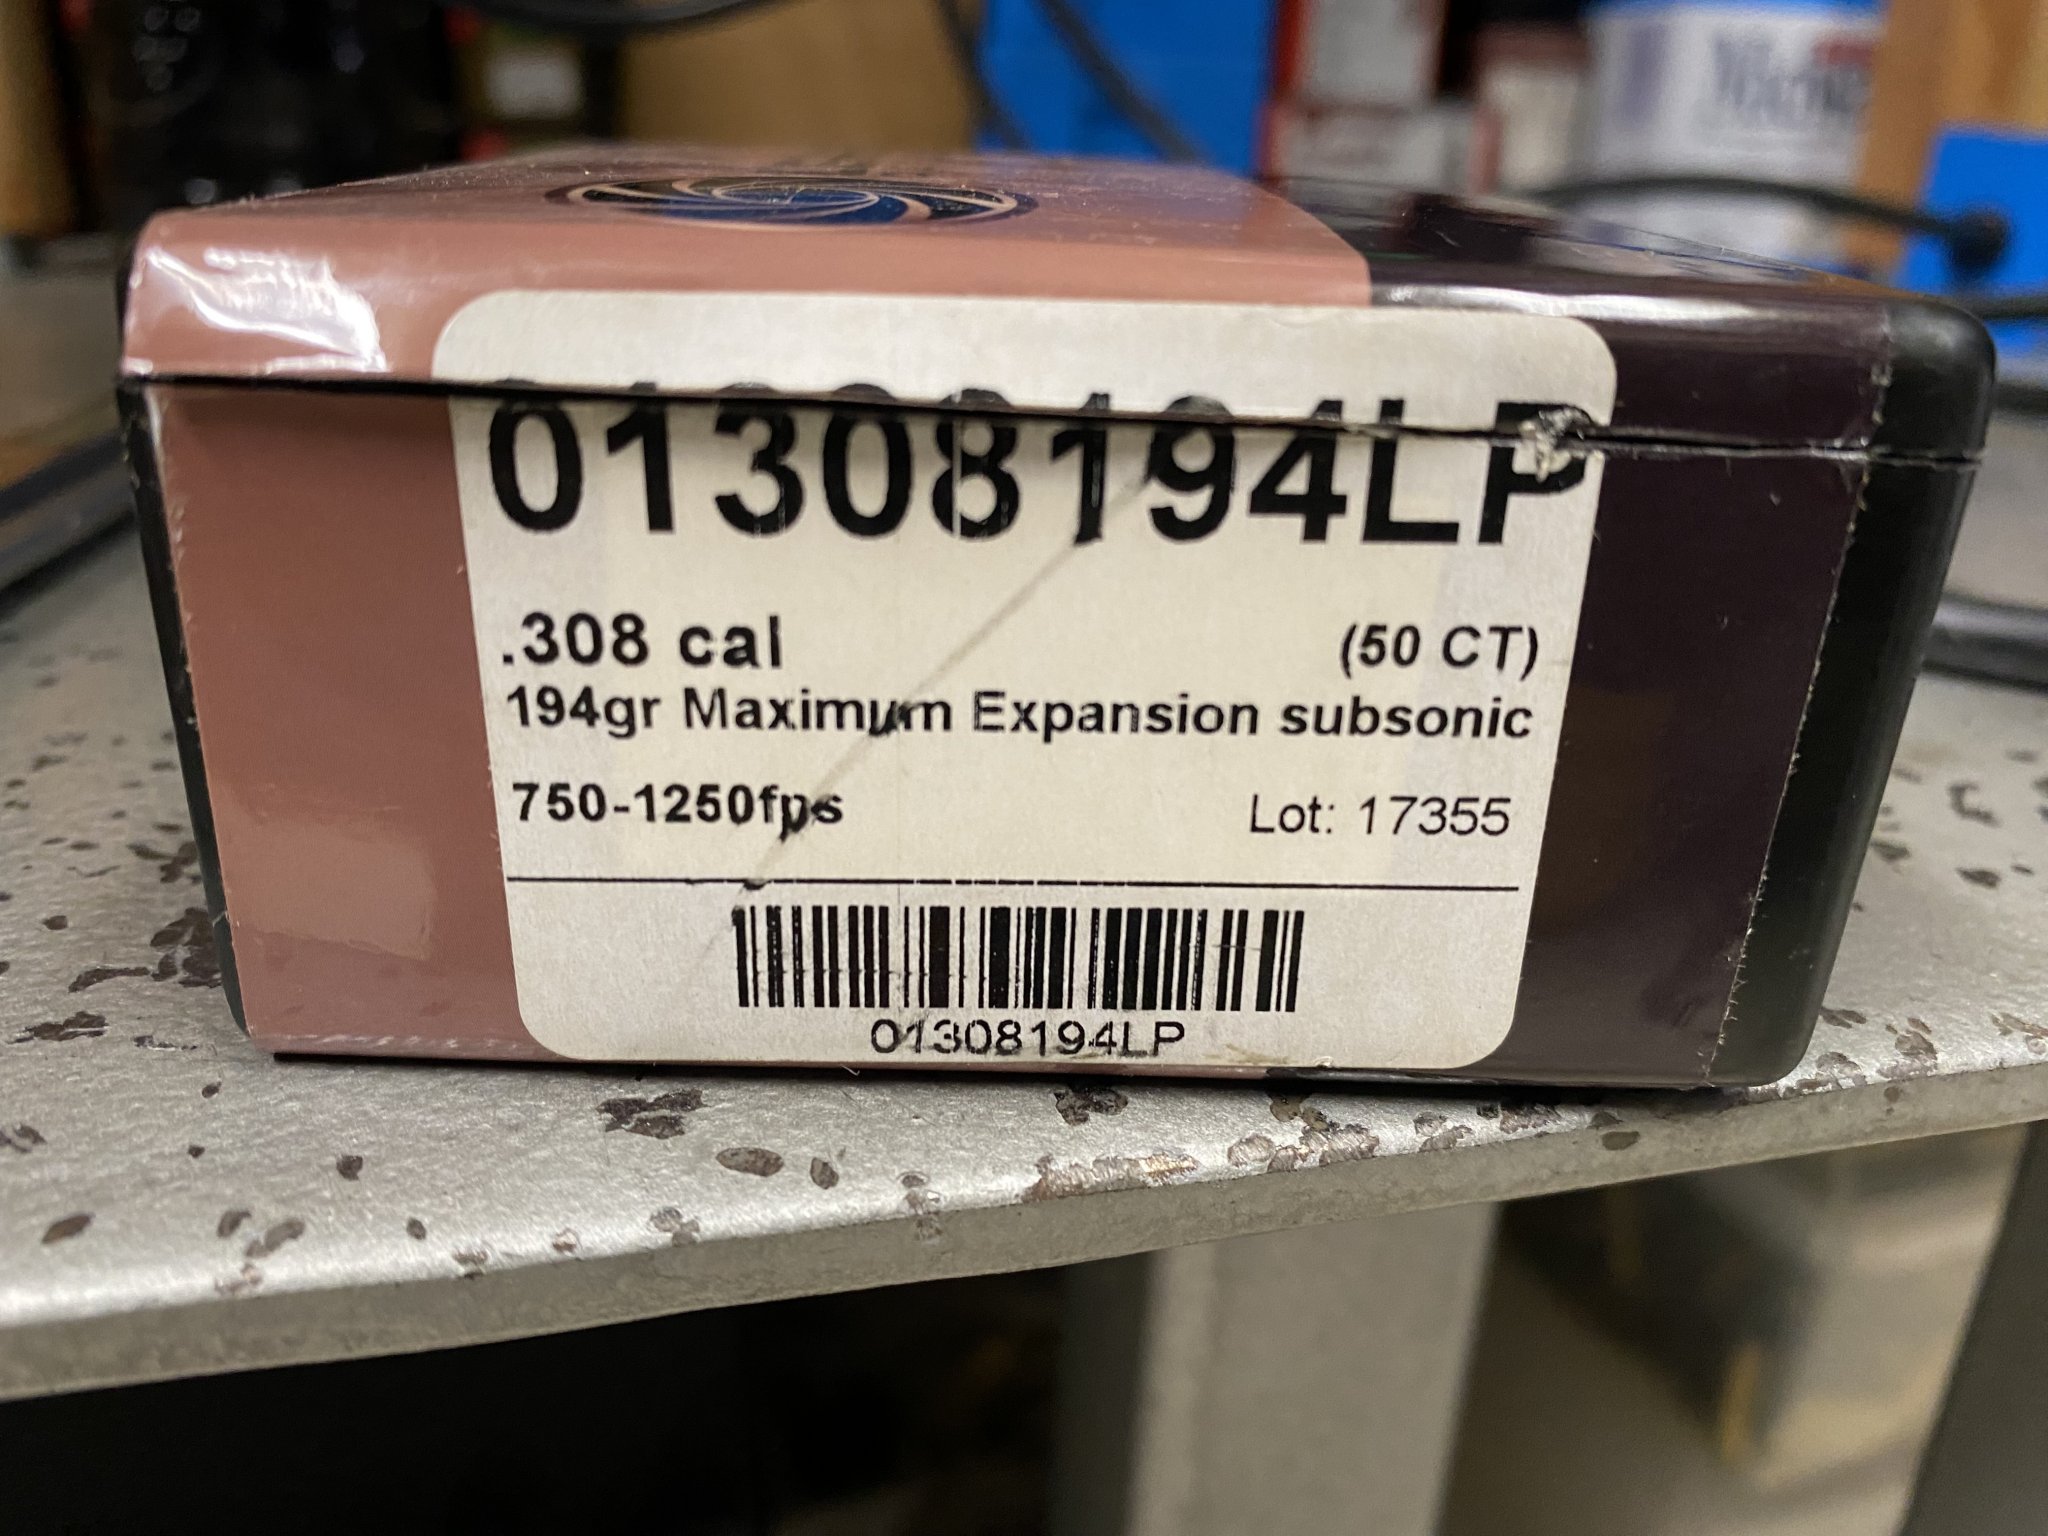 01308194LP
.308 cal (50 CT)
194gr Maximum Expansion subsonic
750-1250fps Lot: 17355
01308194LP